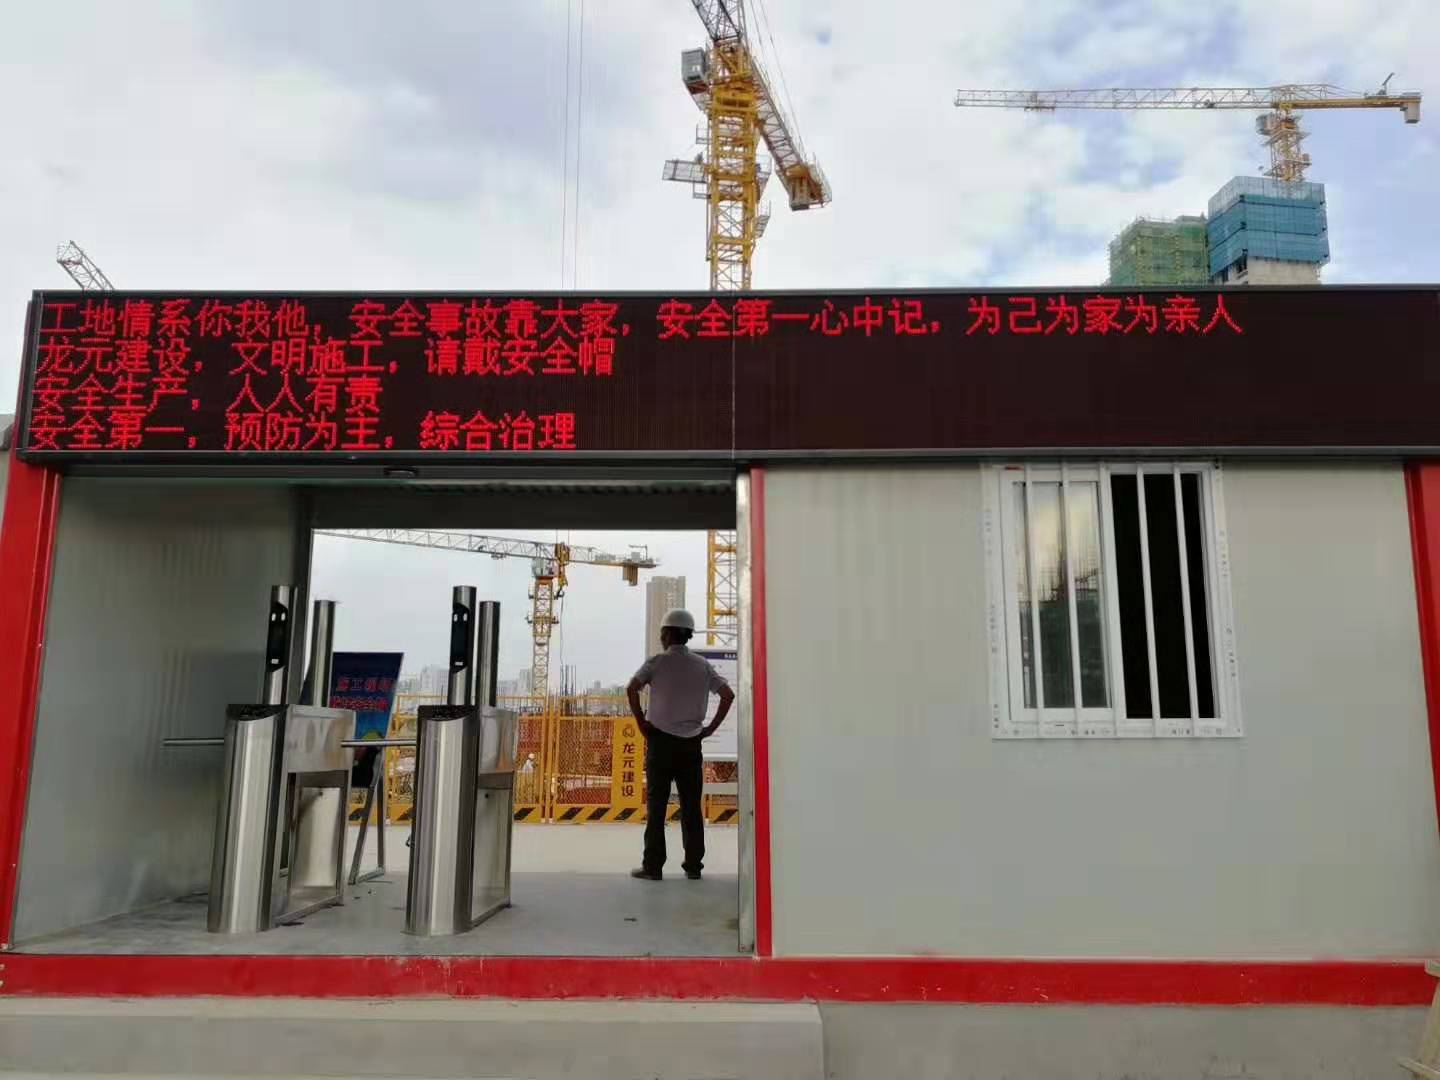 工地情系你我他，安全事故靠大家，安全第一心中记，为己为家为亲人
龙元建设，文明施工，请戴安全帽
安全生产，人人有责
安全第一，预防为主，综合治理
龙元建设